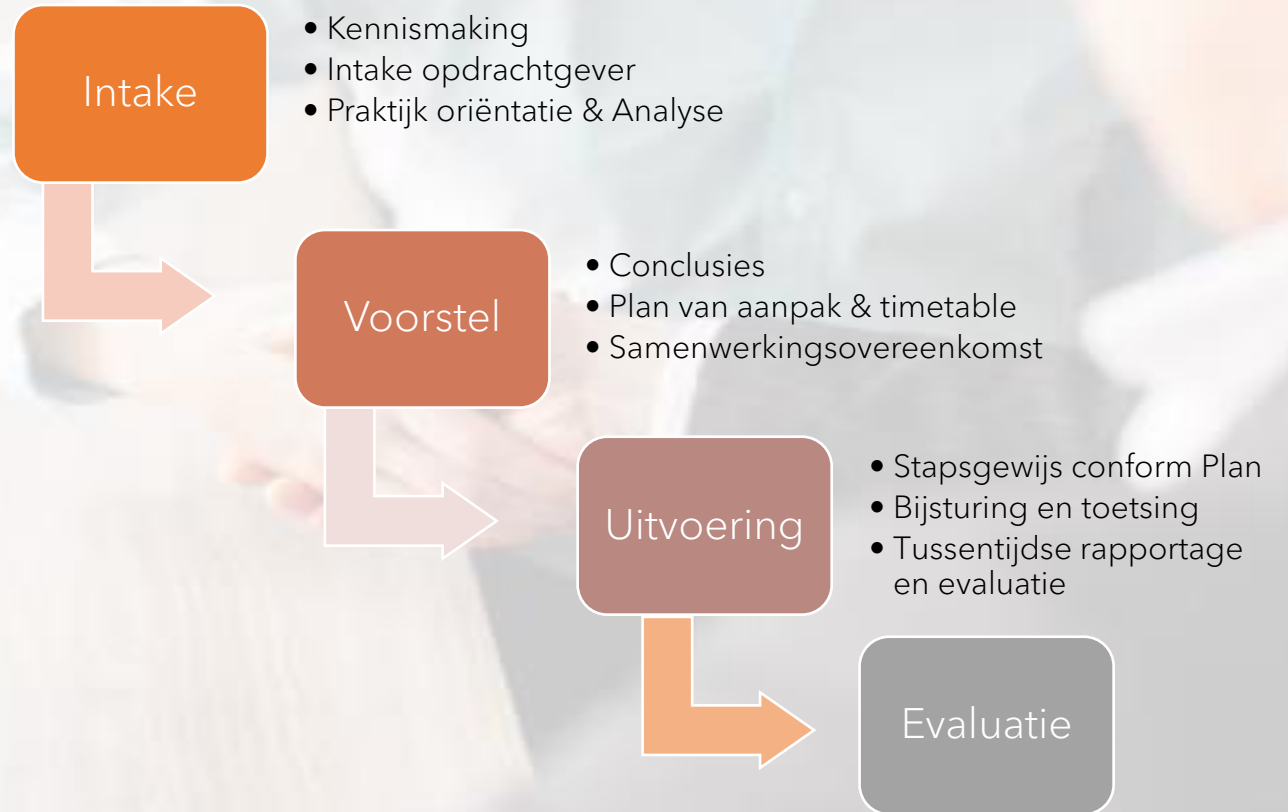 Intake
• Kennismaking
• Intake opdrachtgever
• Praktijk oriëntatie & Analyse
Voorstel
• Conclusies
• Plan van aanpak & timetable
• Samenwerkingsovereenkomst
Uitvoering
• Stapsgewijs conform Plan
• Bijsturing en toetsing
• Tussentijdse rapportage
en evaluatie
Evaluatie